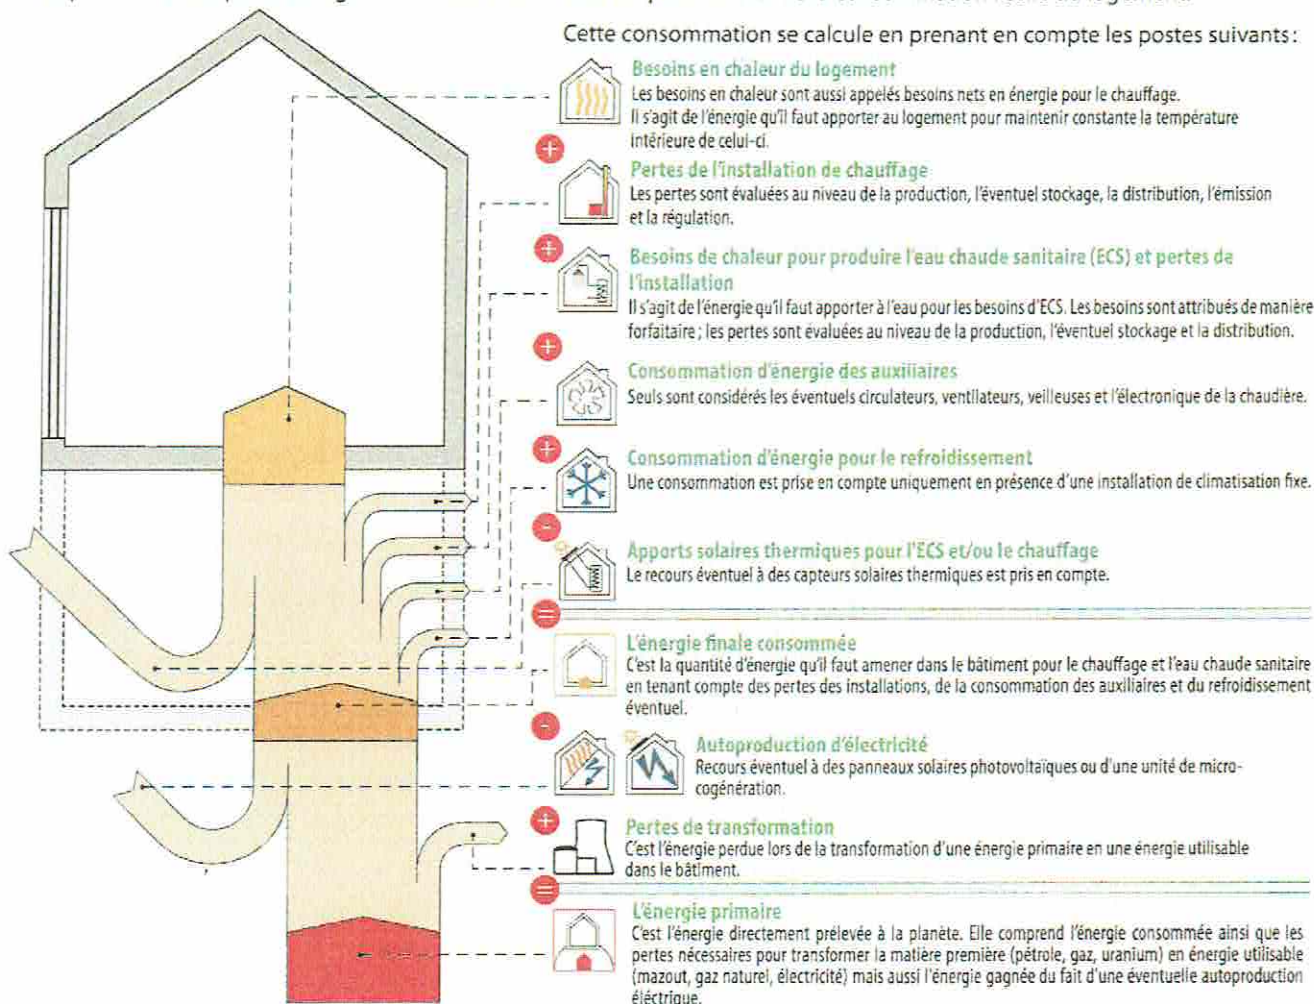 Cette consommation se calcule en prenant en compte les postes suivants :
Besoins en chaleur du logement
Les besoins en chaleur sont aussi appelés besoins nets en énergie pour le chauffage.
Il s'agit de l'énergie qu'il faut apporter au logement pour maintenir constante la température
intérieure de celui-ci.
+
Pertes de l'installation de chauffage
Les pertes sont évaluées au niveau de la production, l'éventuel stockage, la distribution, l'émission
et la régulation.
+
Besoins de chaleur pour produire l'eau chaude sanitaire (ECS) et pertes de
l'installation
Il s'agit de l'énergie qu'il faut apporter à l'eau pour les besoins d'ECS. Les besoins sont attribués de manière
forfaitaire ; les pertes sont évaluées au niveau de la production, l'éventuel stockage et la distribution.
+
Consommation d'énergie des auxiliaires
Seuls sont considérés les éventuels circulateurs, ventilateurs, veilleuses et l'électronique de la chaudière.
+
Consommation d'énergie pour le refroidissement
Une consommation est prise en compte uniquement en présence d'une installation de climatisation fixe.
-
Apports solaires thermiques pour l'ECS et/ou le chauffage
Le recours éventuel à des capteurs solaires thermiques est pris en compte.
=
L'énergie finale consommée
C'est la quantité d'énergie qu'il faut amener dans le bâtiment pour le chauffage et l'eau chaude sanitaire
en tenant compte des pertes des installations, de la consommation des auxiliaires et du refroidissement
éventuel.
-
Autoproduction d'électricité
Recours éventuel à des panneaux solaires photovoltaïques ou d'une unité de micro-
cogénération.
+
Pertes de transformation
C'est l'énergie perdue lors de la transformation d'une énergie primaire en une énergie utilisable
dans le bâtiment.
=
L'énergie primaire
C'est l'énergie directement prélevée à la planète. Elle comprend l'énergie consommée ainsi que les
pertes nécessaires pour transformer la matière première (pétrole, gaz, uranium) en énergie utilisable
(mazout, gaz naturel, électricité) mais aussi l'énergie gagnée du fait d'une éventuelle autoproduction
éléctrique.